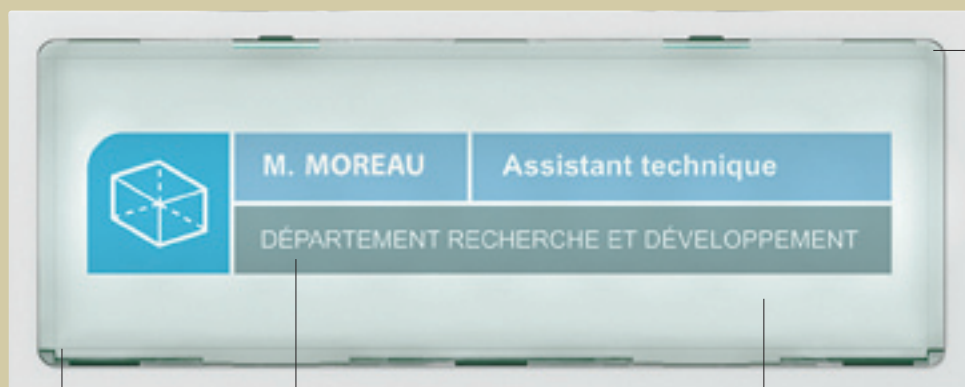 M. MOREAU Assistant technique
DÉPARTEMENT RECHERCHE ET DÉVELOPPEMENT